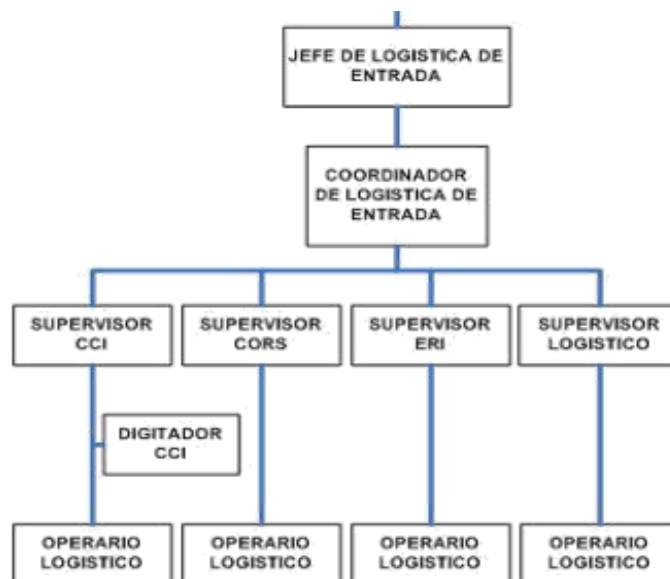 JEFE DE LOGISTICA DE
ENTRADA
COORDINADOR
DE LOGISTICA DE
ENTRADA
SUPERVISOR
CCI
SUPERVISOR
CORS
SUPERVISOR
ERI
SUPERVISOR
LOGISTICO
DIGITADOR
CCI
OPERARIO
LOGISTICO
OPERARIO
LOGISTICO
OPERARIO
LOGISTICO
OPERARIO
LOGISTICO